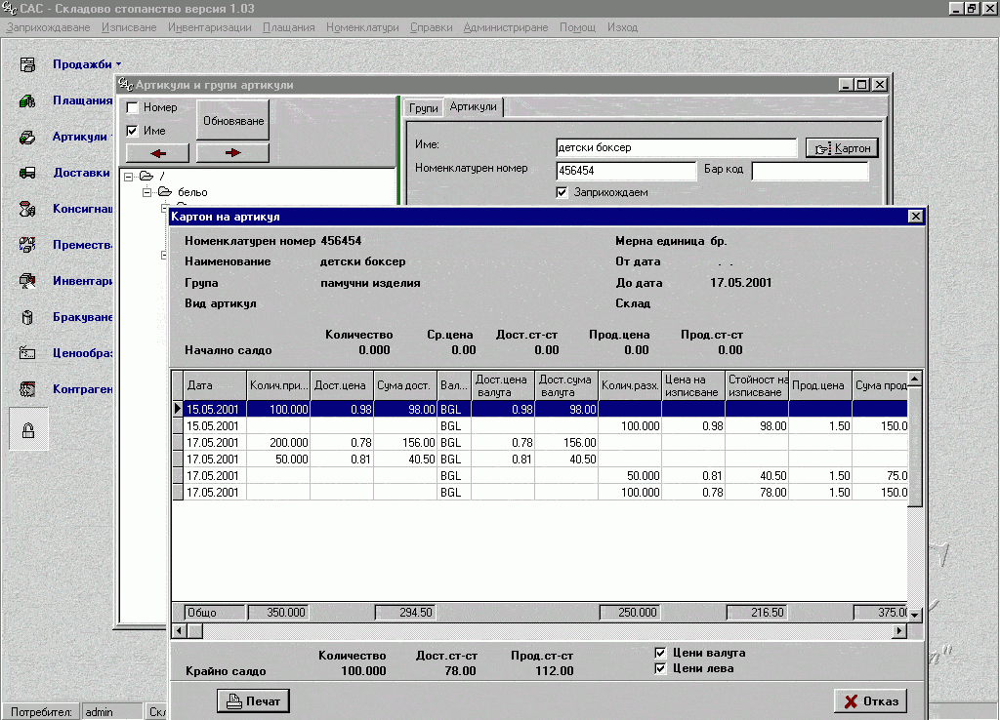 САС - Складово стопанство версия 1.03
Заприхождаване Изписване Инвентаризации Плащания Номенклатури Справки Администриране Помощ Изход
Продажби
Плащания
Артикули
Доставки
Консигнац
Премества
Инвентари
Бракуване
Ценообраз
Контраген
Артикули и групи артикули
Номер
Име
Обновяване
/
бельо
Групи Артикули
Име: детски боксер Картон
Номенклатурен номер 456454 Бар код
Заприхождаем
Картон на артикул
Номенклатурен номер 456454 Мерна единица бр.
Наименование детски боксер От дата . .
Група памучни изделия До дата 17.05.2001
Вид артикул Склад
Количество Ср.цена Дост.ст-ст Прод.цена Прод.ст-ст
Начално салдо 0.000 0.00 0.00 0.00 0.00
Дата Колич.при... Дост.цена Сума дост. Вал... Дост.цена валута Дост.сума валута Колич.разх. Цена на изписване Стойност на изписване Прод.цена Сума прод
15.05.2001 100.000 0.98 98.00 BGL 0.98 98.00
15.05.2001 BGL 100.000 0.98 98.00 1.50 150.0
17.05.2001 200.000 0.78 156.00 BGL 0.78 156.00
17.05.2001 50.000 0.81 40.50 BGL 0.81 40.50
17.05.2001 BGL 50.000 0.81 40.50 1.50 75.0
17.05.2001 BGL 100.000 0.78 78.00 1.50 150.0
Общо 350.000 294.50 250.000 216.50 375.00
Количество Дост.ст-ст Прод.ст-ст
Крайно салдо 100.000 78.00 112.00
Цени валута
Цени лева
Печат Отказ
Потребител: admin Скл